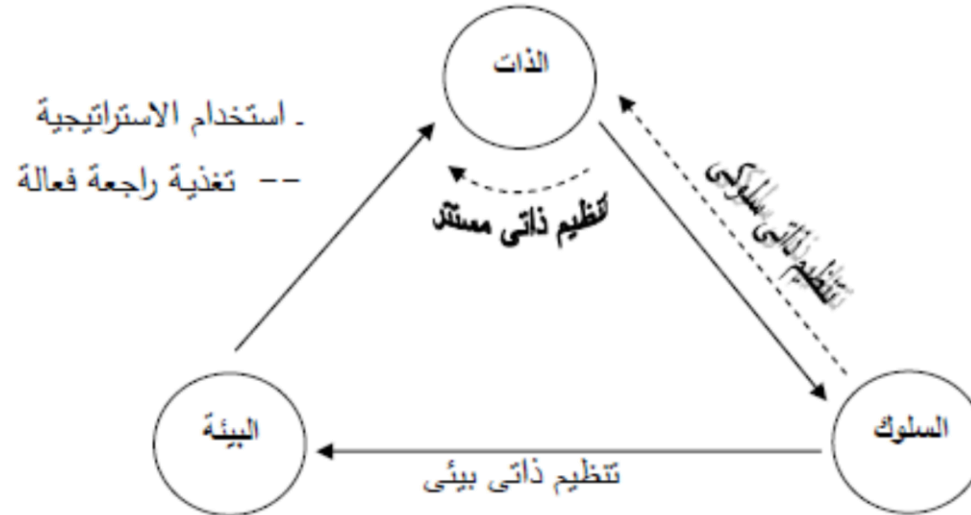 الذات
ـ استخدام الاستراتيجية
-- تغذية راجعة فعالة
تنظيم ذاتى مستتر
تنظيم ذاتى سلوكى
البيئة
السلوك
تنظيم ذاتى بيئى